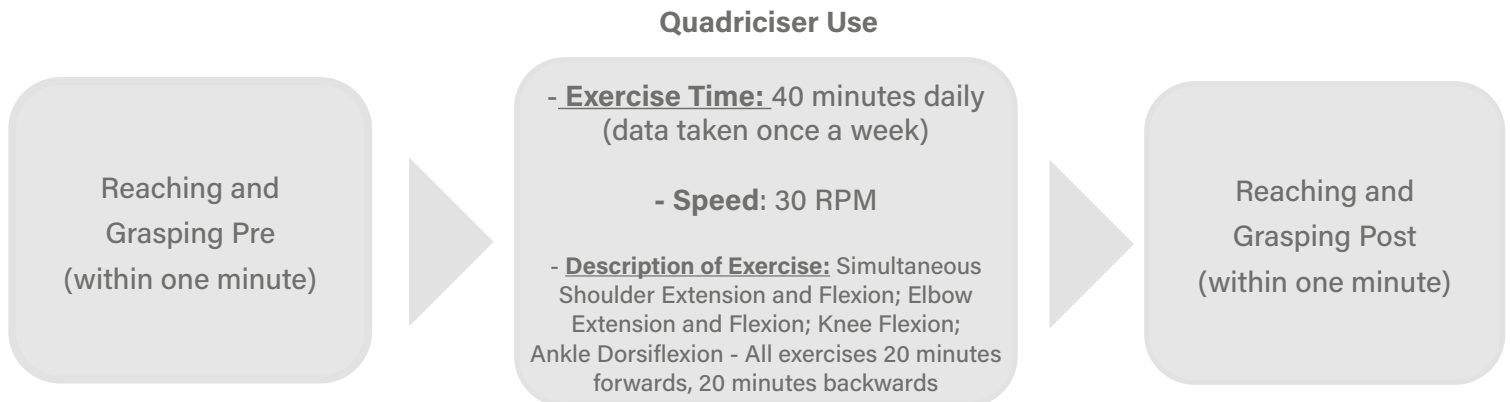 Quadriciser Use
Reaching and
Grasping Pre
(within one minute)
- Exercise Time: 40 minutes daily
(data taken once a week)
- Speed: 30 RPM
- Description of Exercise: Simultaneous
Shoulder Extension and Flexion; Elbow
Extension and Flexion; Knee Flexion;
Ankle Dorsiflexion - All exercises 20 minutes
forwards, 20 minutes backwards
Reaching and
Grasping Post
(within one minute)